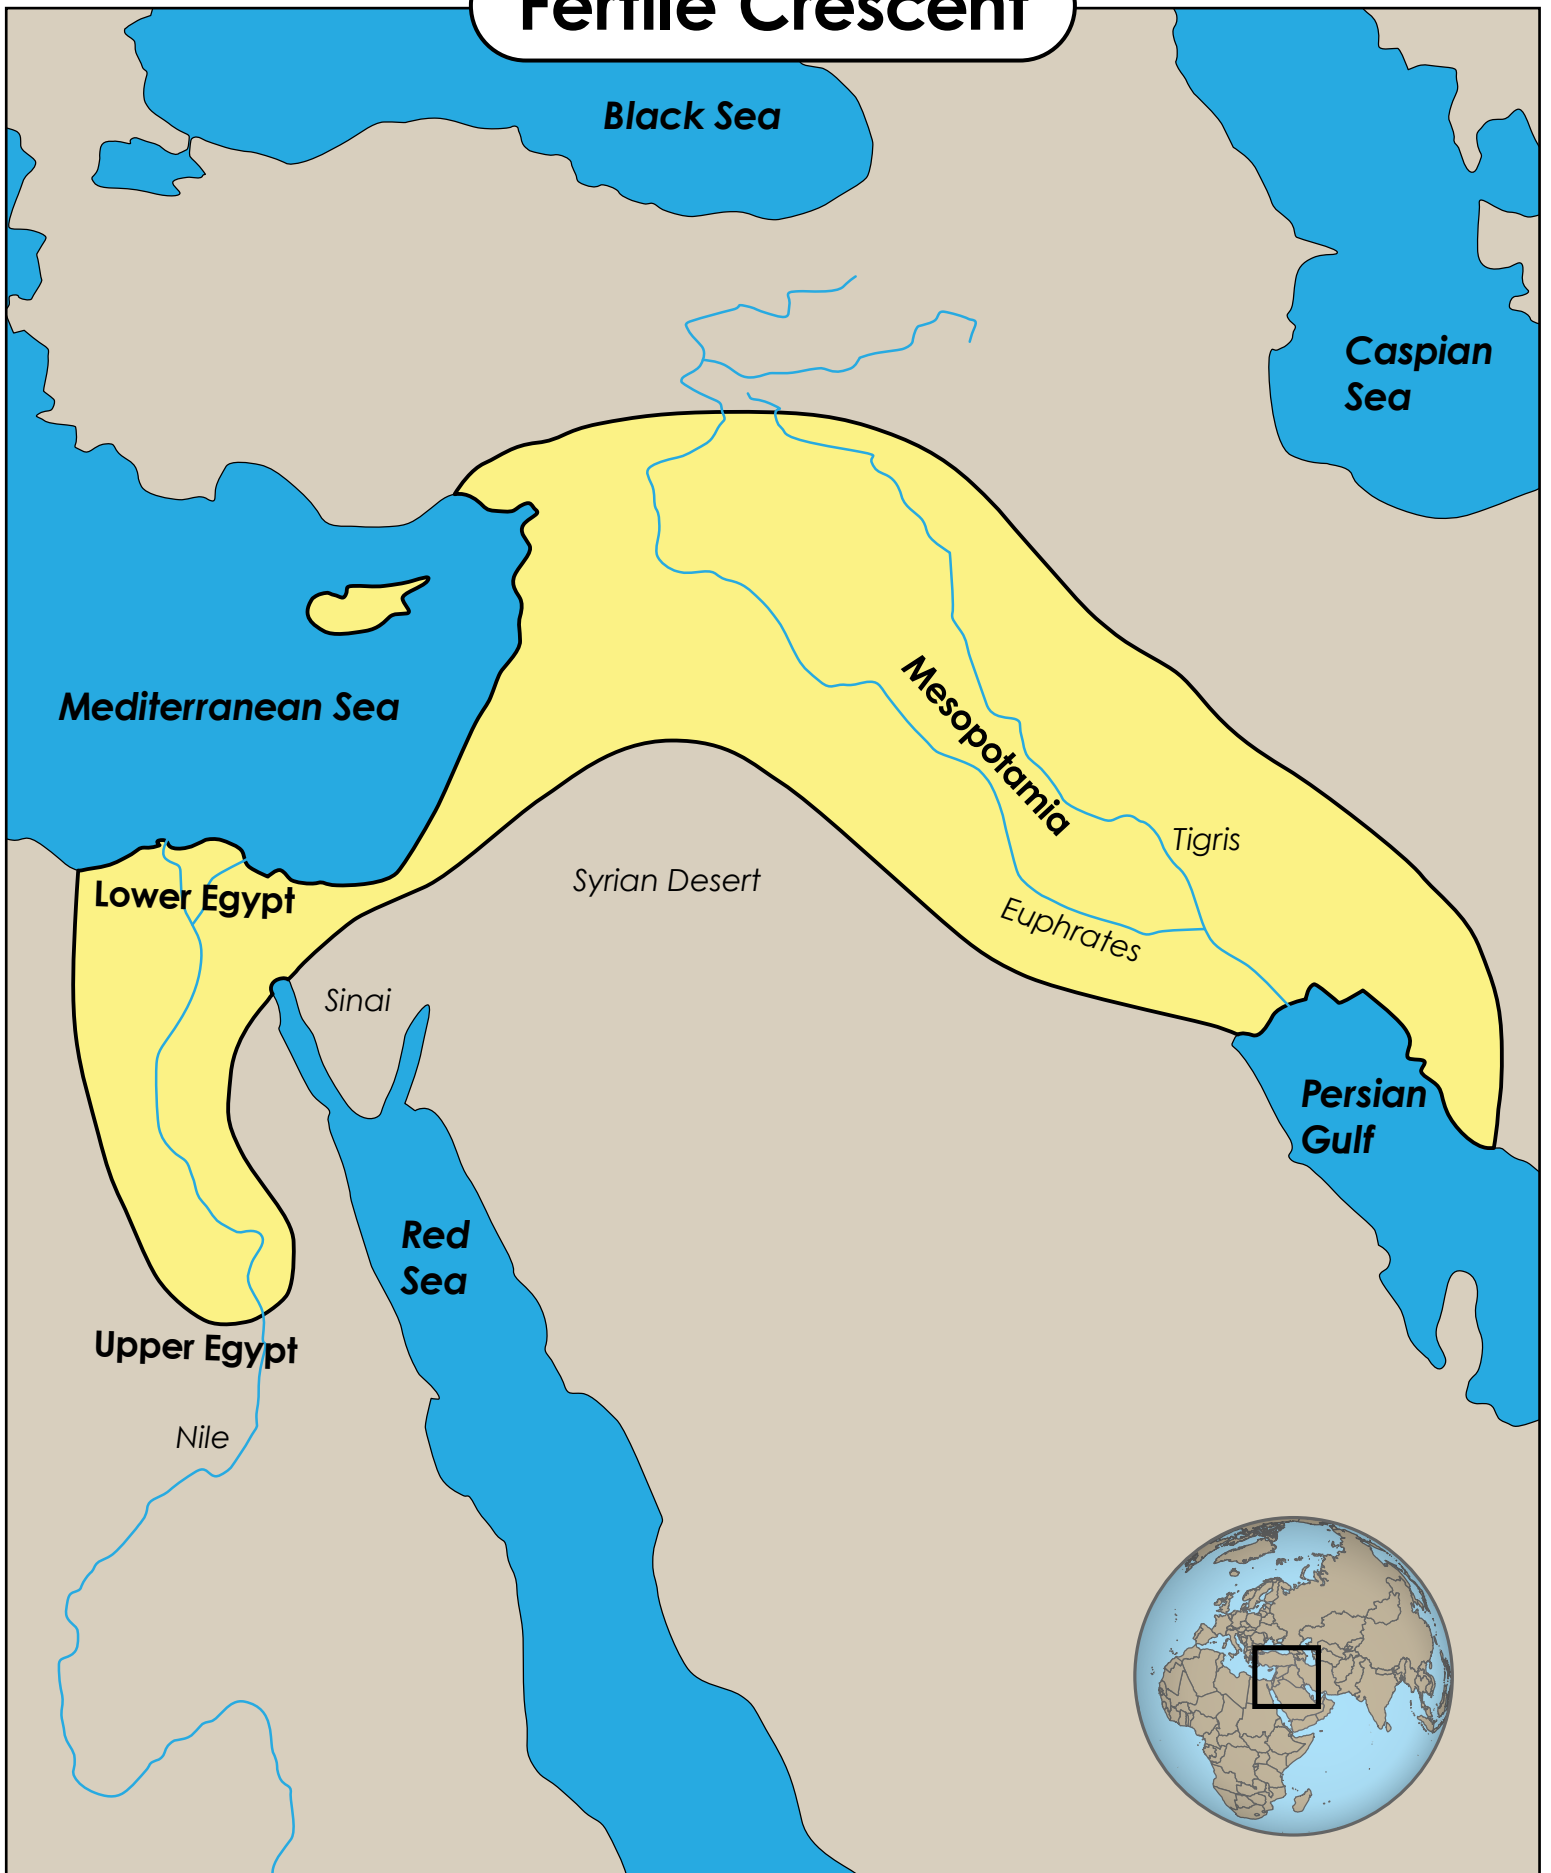 Fertile Crescent
Black Sea
Caspian
Sea
Mediterranean Sea
Mesopotamia
Tigris
Syrian Desert
Lower Egypt
Euphrates
Sinai
Persian
Gulf
Red
Sea
Upper Egypt
Nile